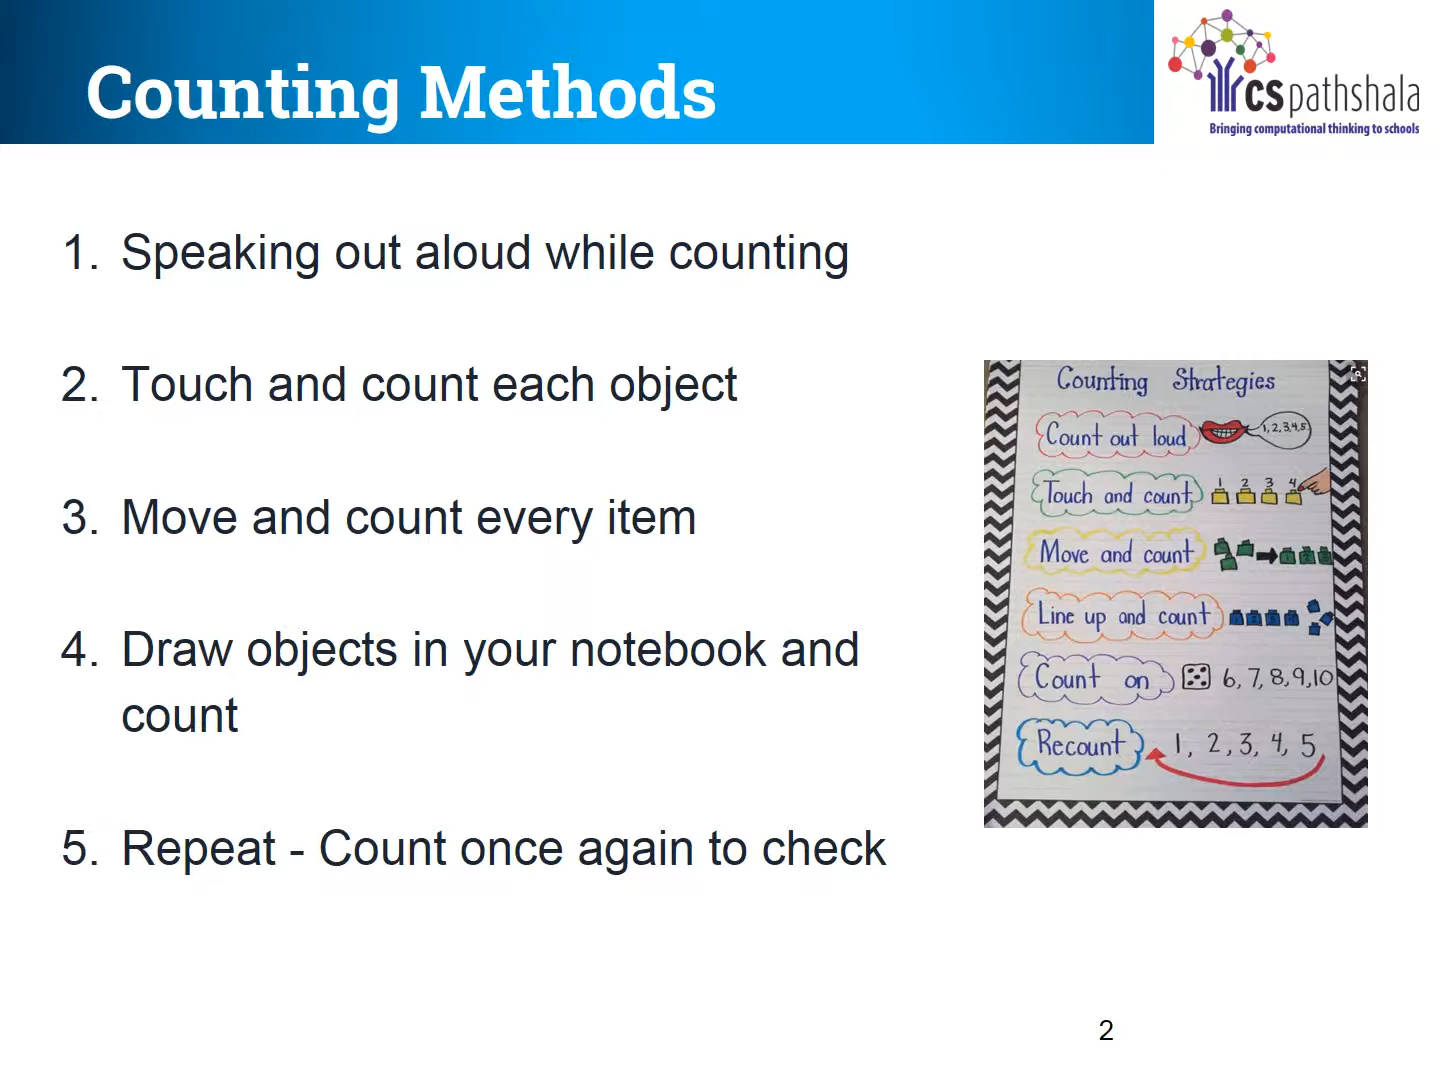 Counting Methods
CSpathshala
Bringing computational thinking to schools
1. Speaking out aloud while counting
2. Touch and count each object
3. Move and count every item
4. Draw objects in your notebook and
count
5. Repeat - Count once again to check
Counting Strategies
Count out loud
1, 2, 3, 4, 5
Touch and count
1 2 3 4
Move and count
Line up and count
Count on
6, 7, 8, 9, 10
Recount
1, 2, 3, 4, 5
2